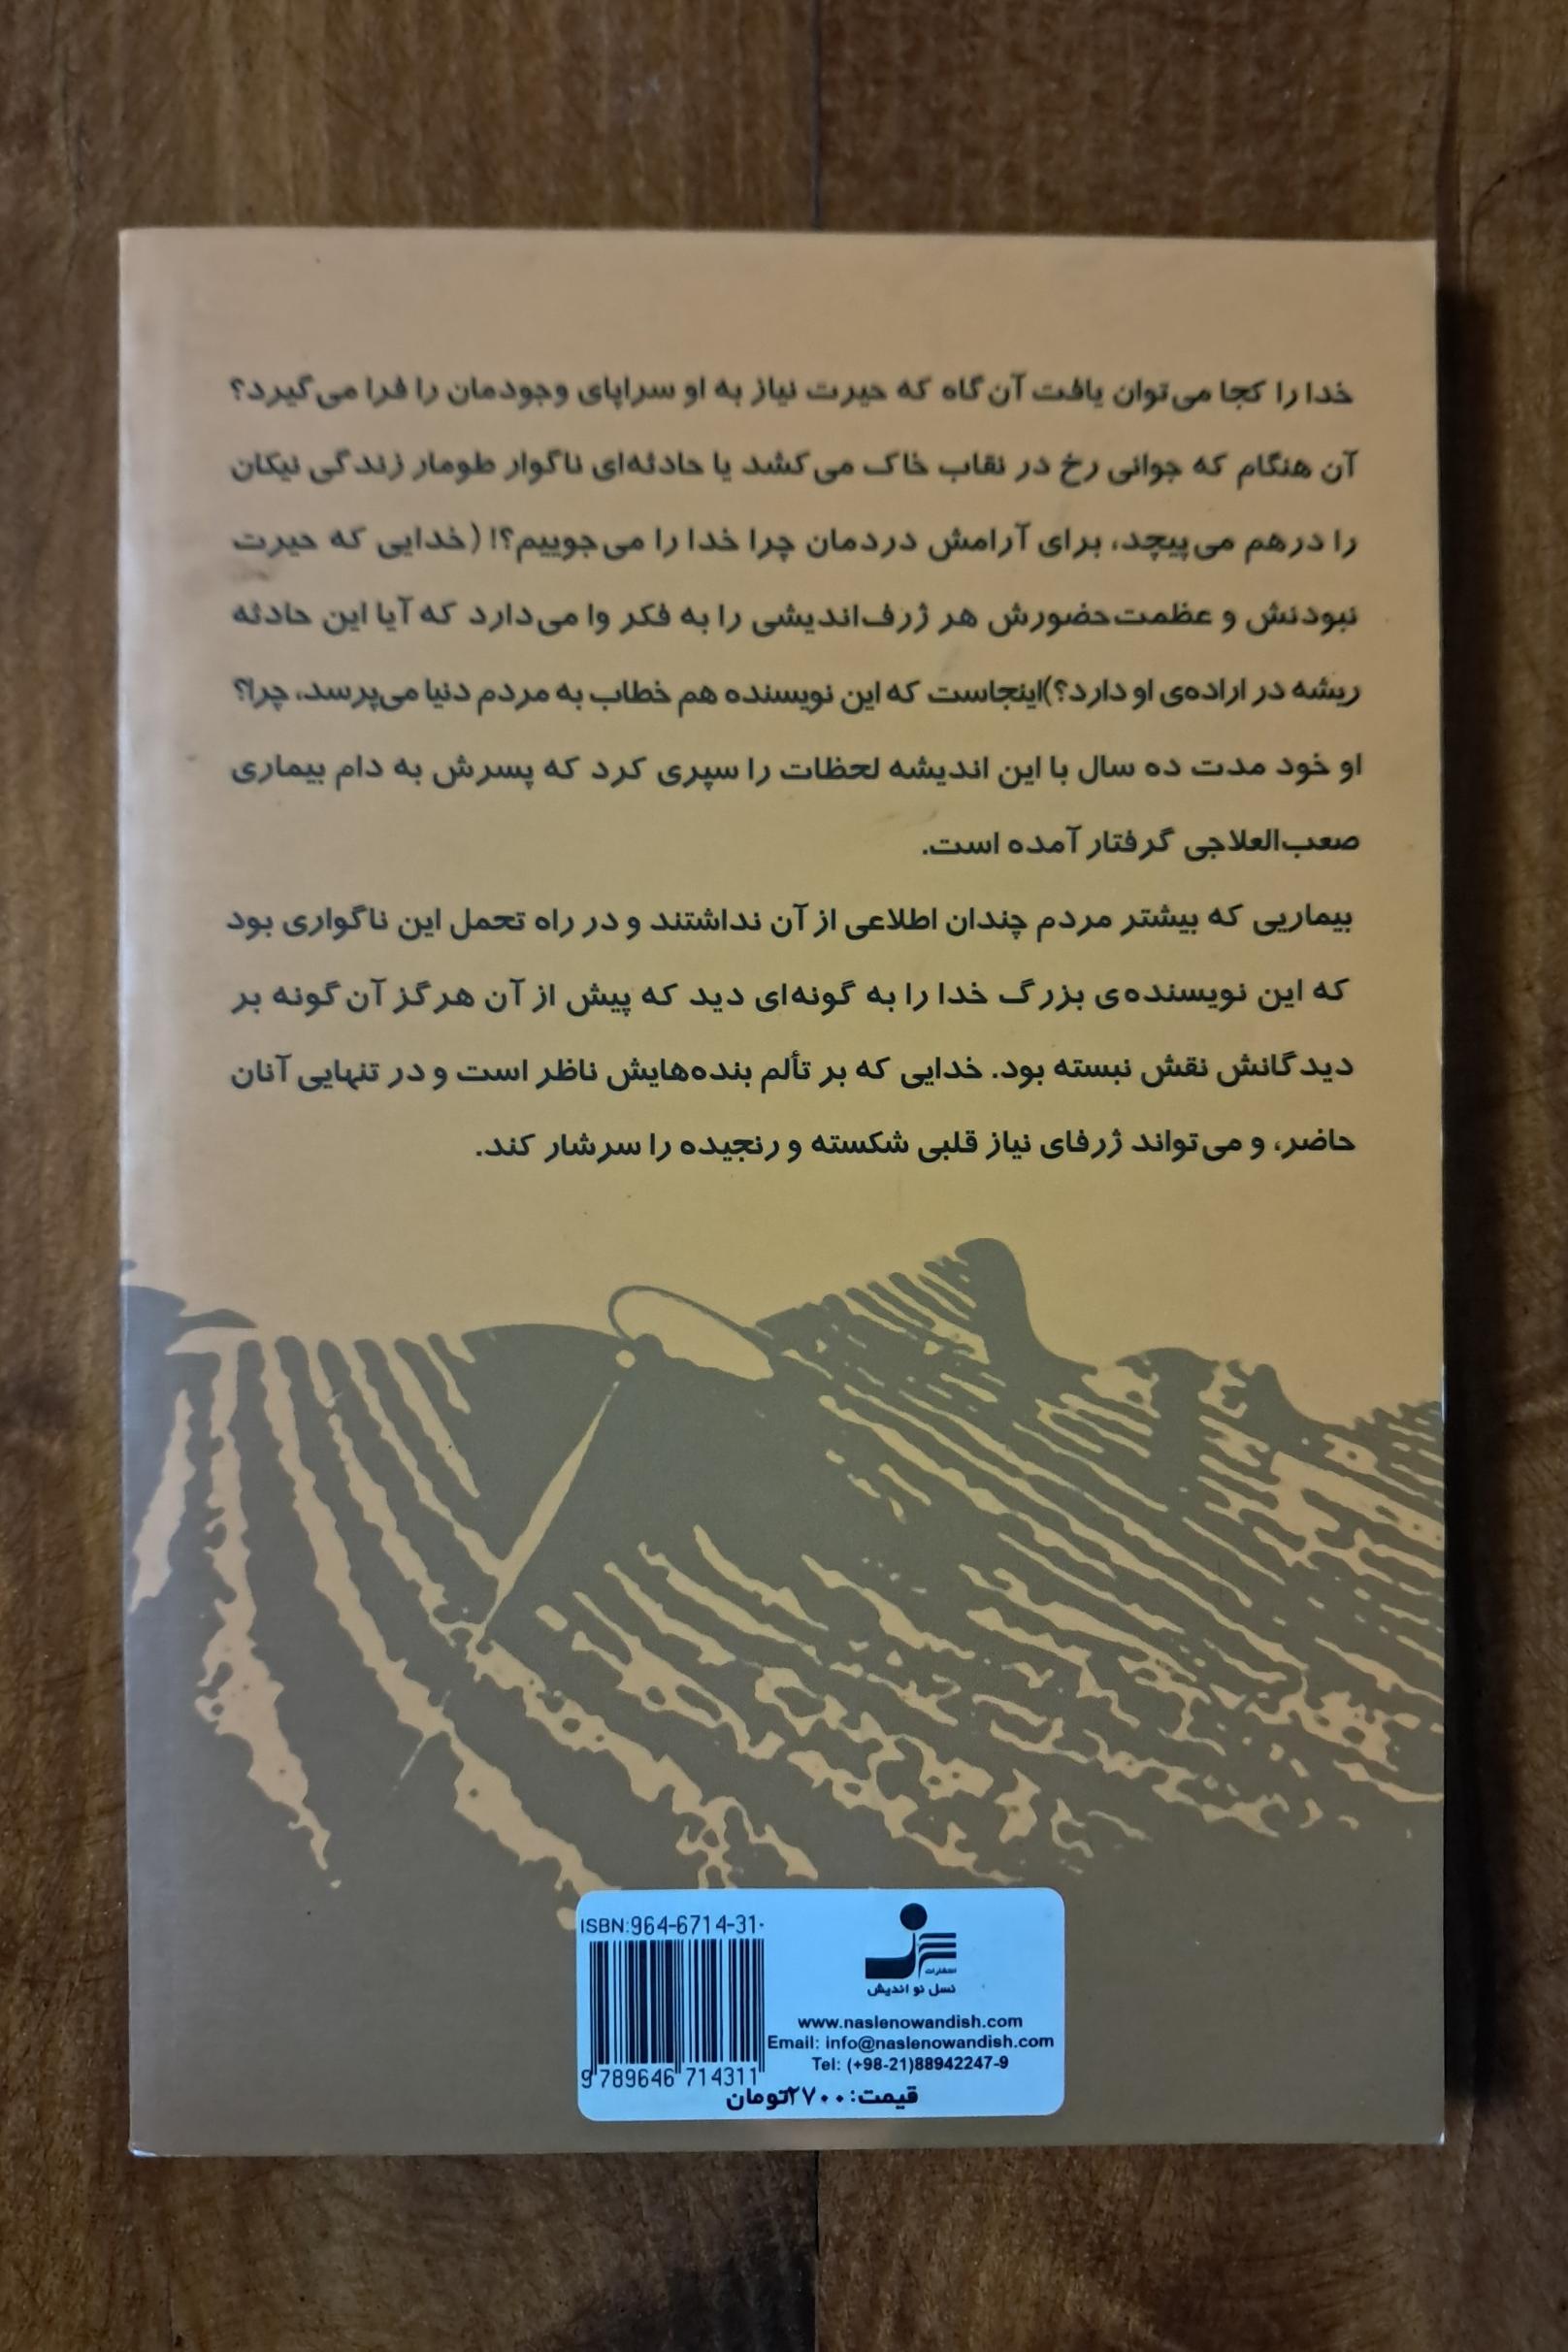 خدا را کجا می‌توان یافت آن‌گاه که حیرت نیاز به او سراپای وجودمان را فرا می‌گیرد؟
آن هنگام که جوانی رخ در نقاب خاک می‌کشد یا حادثه‌ای ناگوار طومار زندگی نیکان
را درهم می‌پیچد، برای آرامش دردمان چرا خدا را می‌جوییم؟! (خدایی که حیرت
نبودنش و عظمت‌حضورش هر ژرف‌اندیشی را به فکر وا می‌دارد که آیا این حادثه
ریشه در اراده‌ی او دارد؟)اینجاست که این نویسنده هم خطاب به مردم دنیا می‌پرسد، چرا؟
او خود مدت ده سال با این اندیشه لحظات را سپری کرد که پسرش به دام بیماری
صعب‌العلاجی گرفتار آمده است.
بیماریی که بیشتر مردم چندان اطلاعی از آن نداشتند و در راه تحمل این ناگواری بود
که این نویسنده‌ی بزرگ خدا را به گونه‌ای دید که پیش از آن هرگز آن‌گونه بر
دیدگانش نقش نبسته بود. خدایی که بر تألم بنده‌هایش ناظر است و در تنهایی آنان
حاضر، و می‌تواند ژرفای نیاز قلبی شکسته و رنجیده را سرشار کند.
ISBN:964-6714-31-
9 789646 714311
انتشارات
نسل نو اندیش
www.naslenowandish.com
Email: info@naslenowandish.com
Tel: (+98-21)88942247-9
قیمت: ۲۷۰۰تومان